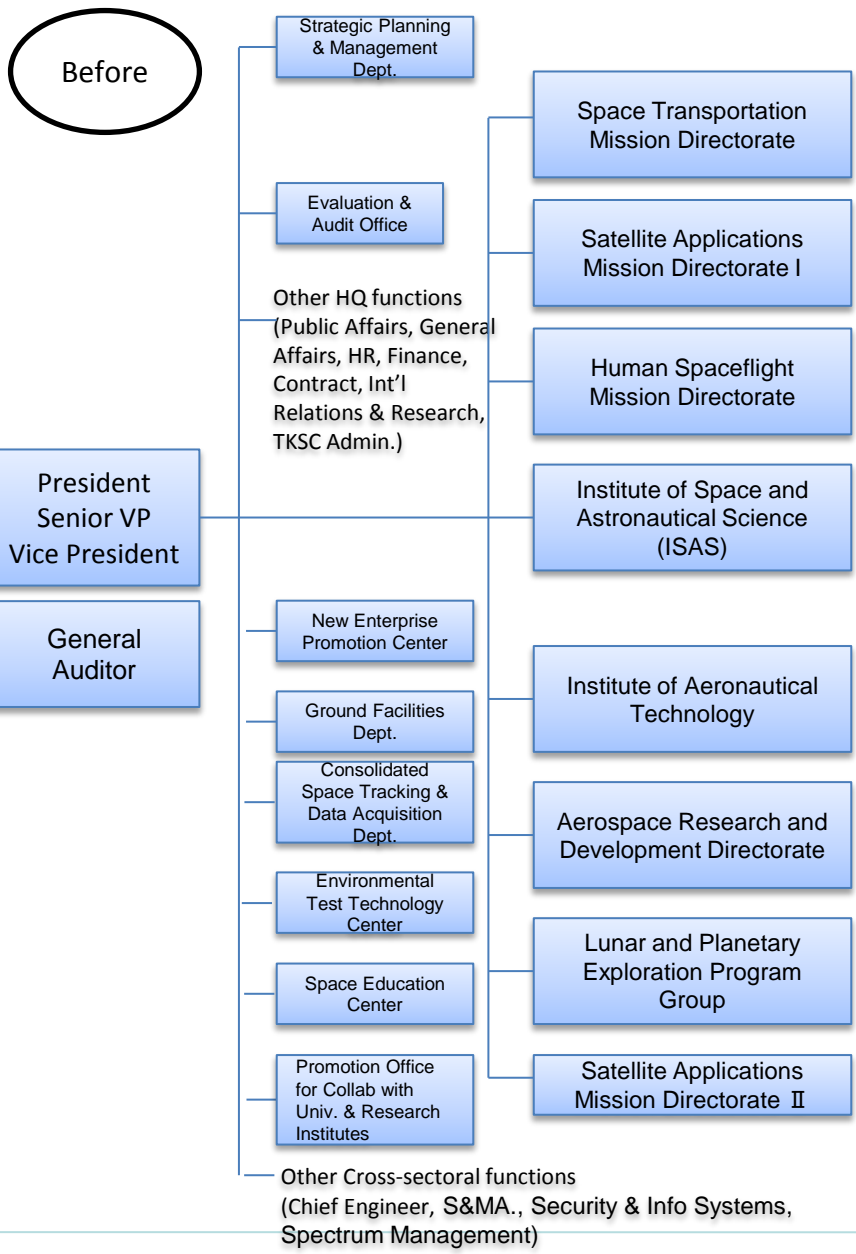 Before
Strategic Planning
& Management
Dept.
Evaluation &
Audit Office
Other HQ functions
(Public Affairs, General
Affairs, HR, Finance,
Contract, Int’l
Relations & Research,
TKSC Admin.)
President
Senior VP
Vice President
General
Auditor
New Enterprise
Promotion Center
Ground Facilities
Dept.
Consolidated
Space Tracking &
Data Acquisition
Dept.
Environmental
Test Technology
Center
Space Education
Center
Promotion Office
for Collab with
Univ. & Research
Institutes
Other Cross-sectoral functions
(Chief Engineer, S&MA., Security & Info Systems,
Spectrum Management)
Space Transportation
Mission Directorate
Satellite Applications
Mission Directorate I
Human Spaceflight
Mission Directorate
Institute of Space and
Astronautical Science
(ISAS)
Institute of Aeronautical
Technology
Aerospace Research and
Development Directorate
Lunar and Planetary
Exploration Program
Group
Satellite Applications
Mission Directorate Ⅱ